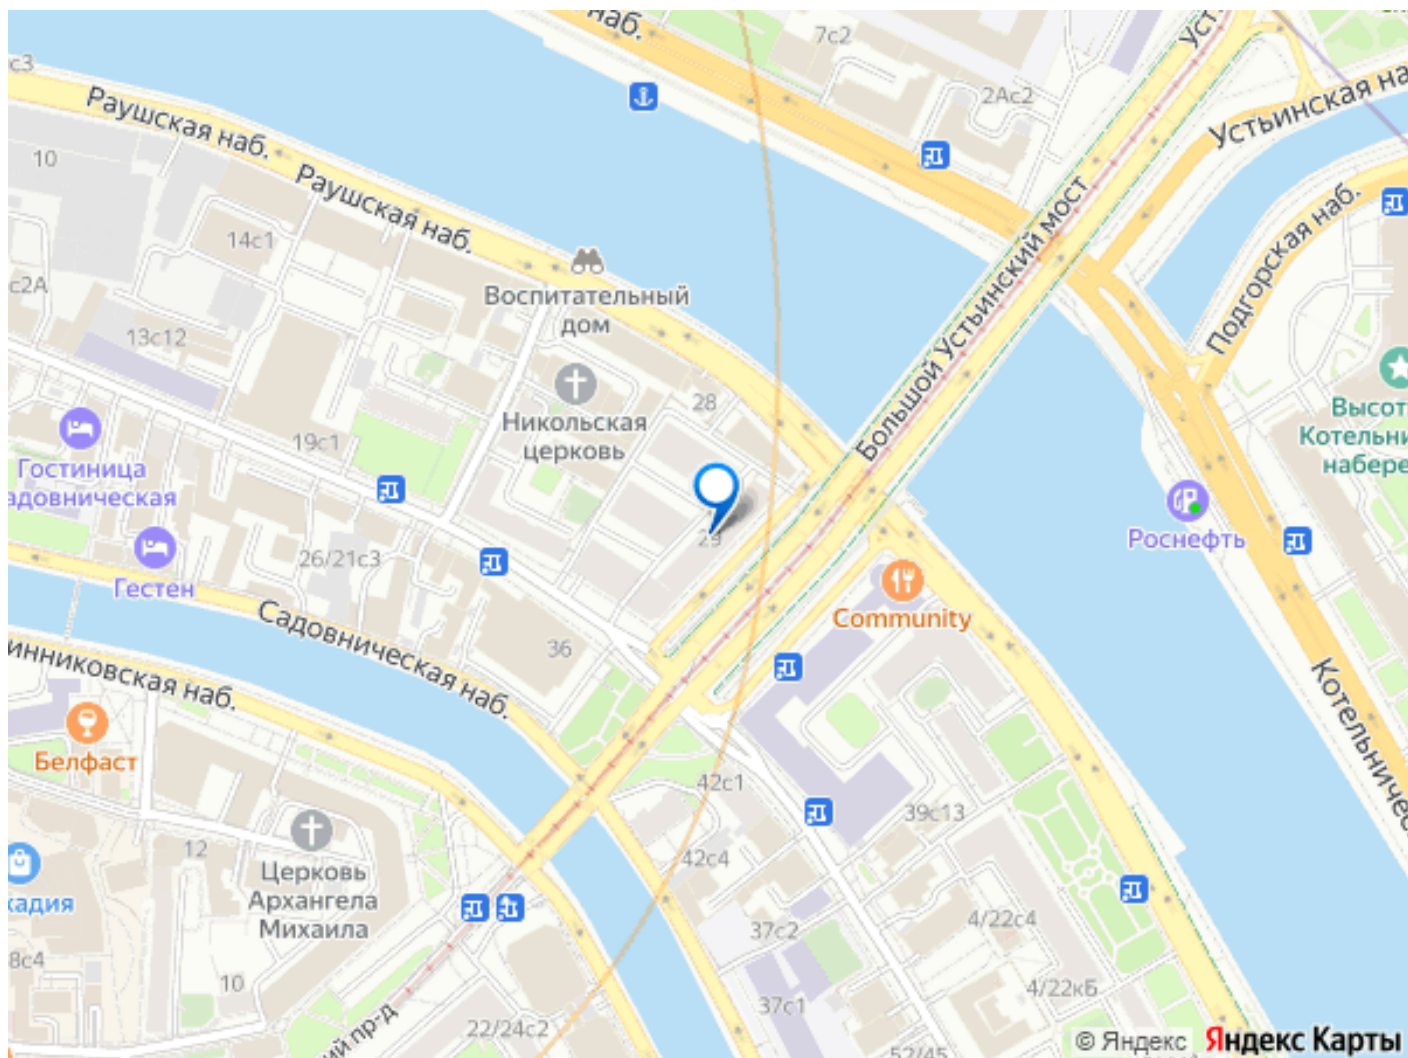 наб.
7с2
Уст
с3
2Ас2
Раушская наб.
Устьинская на
10
Раушская наб.
14с1
Подгорская наб.
с2А
Воспитательный
дом
13с12
Большой Устьинский мост
28
Никольская
церковь
19с1
Высот
Котельни
набере
Гостиница
адовническая
Роснефть
29
26/21с3
Гестен
Садовническая наб.
Community
36
инниковская наб.
Котельническ
Белфаст
42с1
39с13
12
42с4
Церковь
Архангела
Михаила
кадия
4/22с4
37с2
8с4
10
4/22кБ
37с1
ий пр-д
22/24с2
52/45
© Яндекс
Яндекс Карты